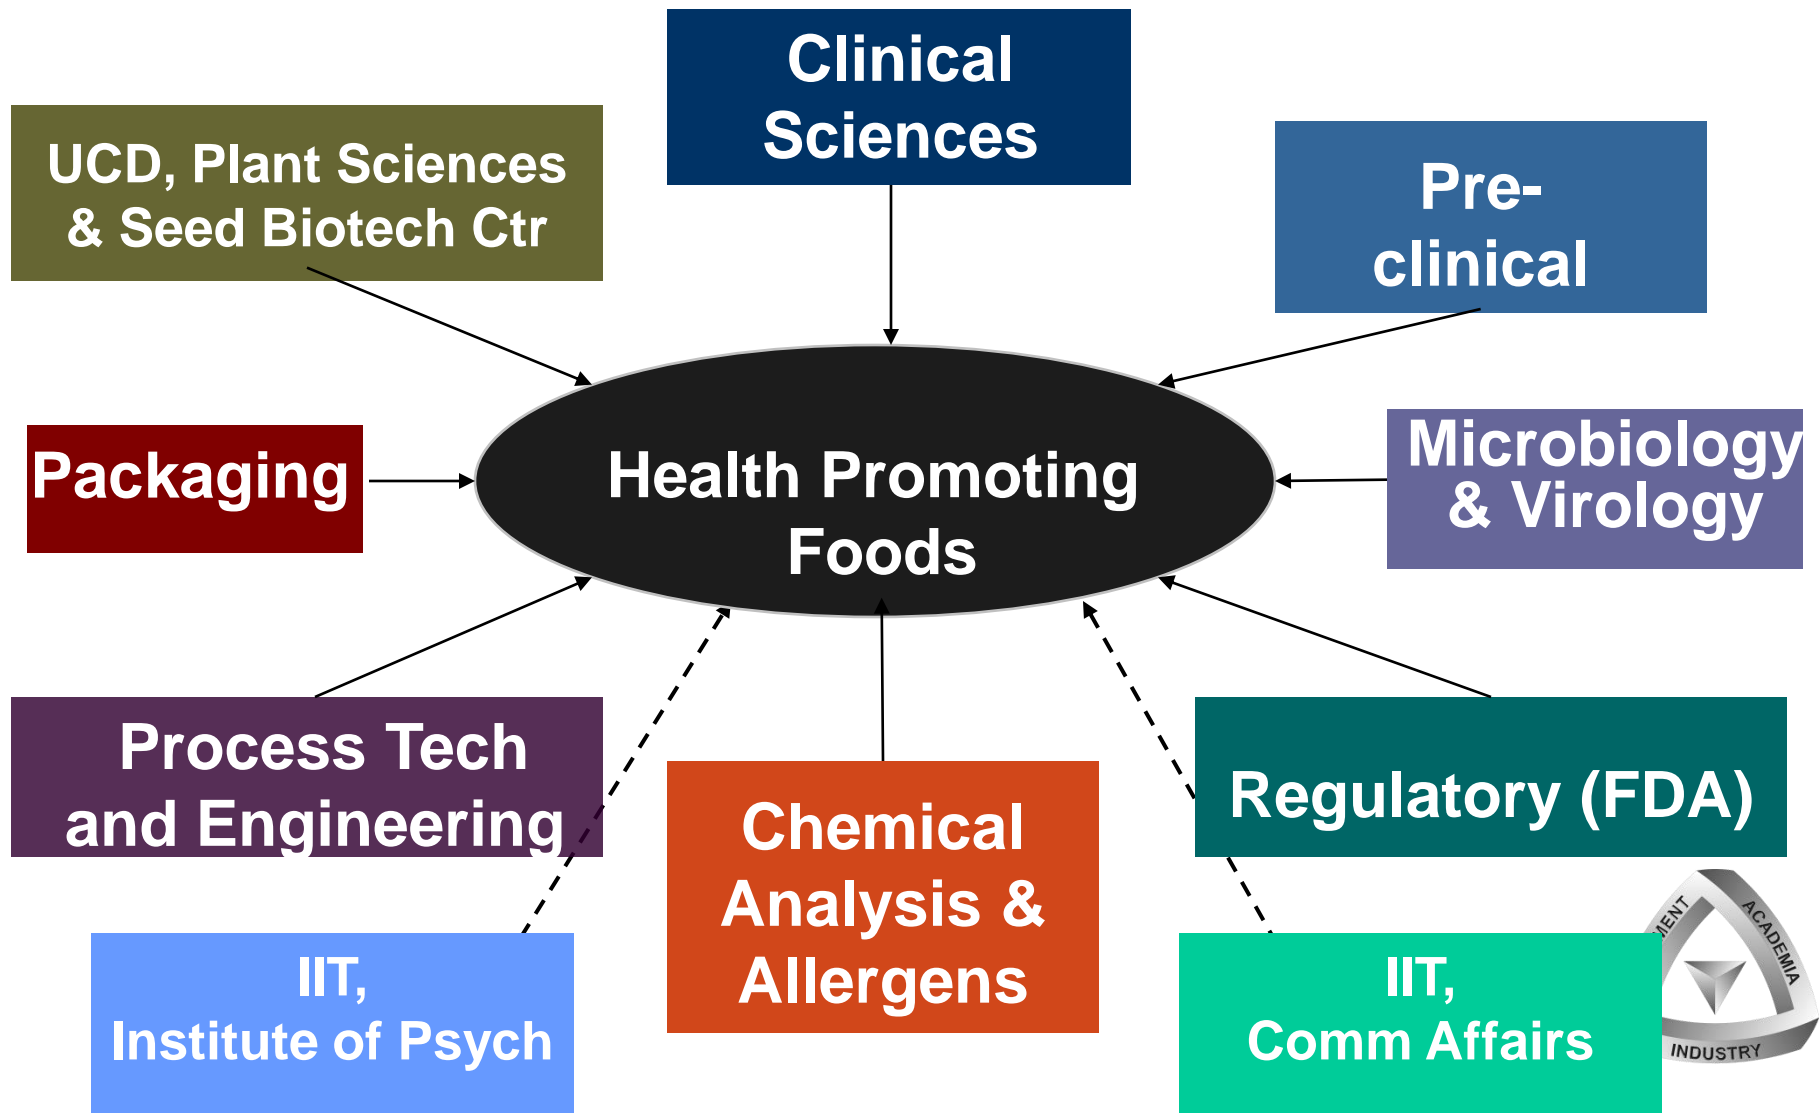 Clinical
Sciences
UCD, Plant Sciences
& Seed Biotech Ctr
Pre-
clinical
Packaging
Health Promoting
Foods
Microbiology
& Virology
Process Tech
and Engineering
Chemical
Analysis &
Allergens
Regulatory (FDA)
IIT,
Institute of Psych
IIT,
Comm Affairs
ACADEMIA
INDUSTRY